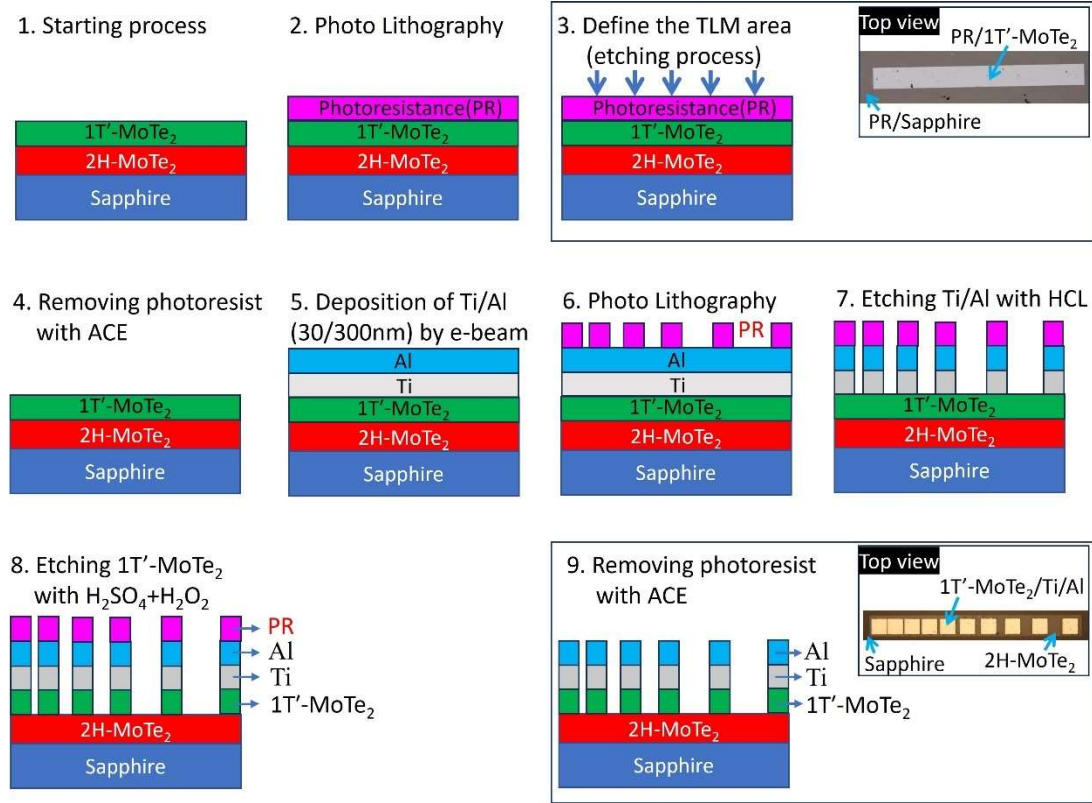 1. Starting process
1T′-MoTe₂
2H-MoTe₂
Sapphire
2. Photo Lithography
Photoresistance(PR)
1T′-MoTe₂
2H-MoTe₂
Sapphire
3. Define the TLM area
(etching process)
Photoresistance(PR)
1T′-MoTe₂
2H-MoTe₂
Sapphire
Top view
PR/1T′-MoTe₂
PR/Sapphire
4. Removing photoresist
with ACE
1T′-MoTe₂
2H-MoTe₂
Sapphire
5. Deposition of Ti/Al
(30/300nm) by e-beam
Al
Ti
1T′-MoTe₂
2H-MoTe₂
Sapphire
6. Photo Lithography
PR
Al
Ti
1T′-MoTe₂
2H-MoTe₂
Sapphire
7. Etching Ti/Al with HCL
1T′-MoTe₂
2H-MoTe₂
Sapphire
8. Etching 1T′-MoTe₂
with H₂SO₄+H₂O₂
PR
Al
Ti
1T′-MoTe₂
2H-MoTe₂
Sapphire
9. Removing photoresist
with ACE
Al
Ti
1T′-MoTe₂
2H-MoTe₂
Sapphire
Top view
1T′-MoTe₂/Ti/Al
Sapphire
2H-MoTe₂